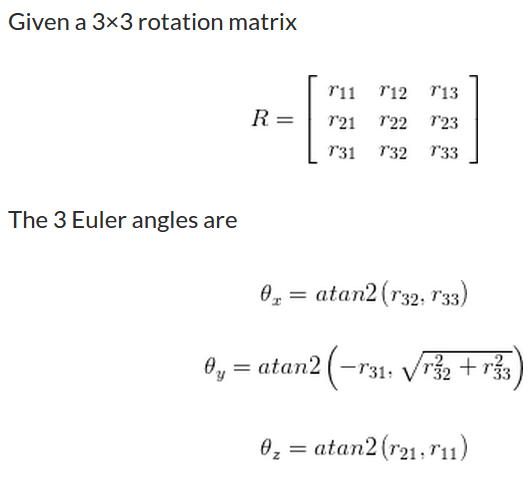 Given a 3×3 rotation matrix
r11 r12 r13
R = r21 r22 r23
r31 r32 r33
The 3 Euler angles are
θx = atan2(r32, r33)
θy = atan2(−r31, √(r32² + r33²))
θz = atan2(r21, r11)